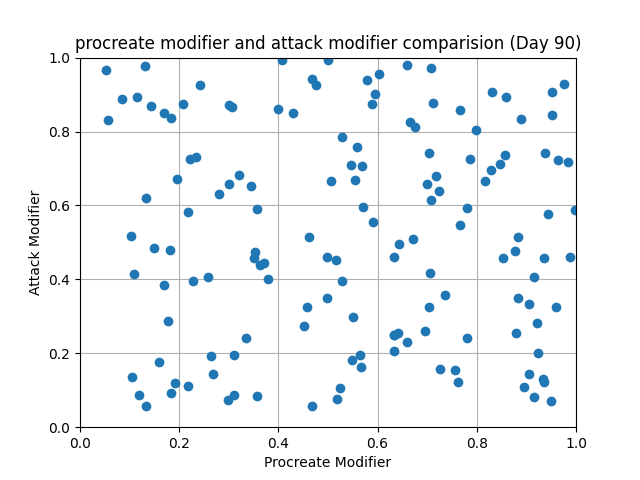 procreate modifier and attack modifier comparision (Day 90)
1.0
0.8
0.6
0.4
0.2
0.0
Attack Modifier
0.0 0.2 0.4 0.6 0.8 1.0
Procreate Modifier